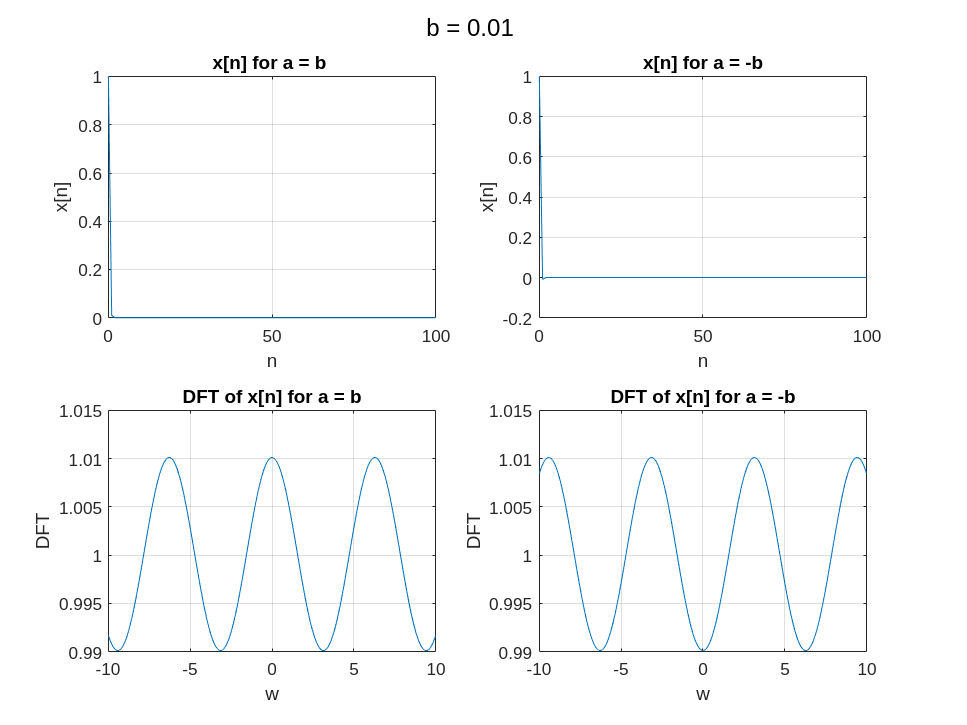 b = 0.01
x[n] for a = b
1
0.8
0.6
0.4
0.2
0
x[n]
0 50 100
n
x[n] for a = -b
1
0.8
0.6
0.4
0.2
0
-0.2
x[n]
0 50 100
n
DFT of x[n] for a = b
1.015
1.01
1.005
1
0.995
0.99
DFT
-10 -5 0 5 10
w
DFT of x[n] for a = -b
1.015
1.01
1.005
1
0.995
0.99
DFT
-10 -5 0 5 10
w